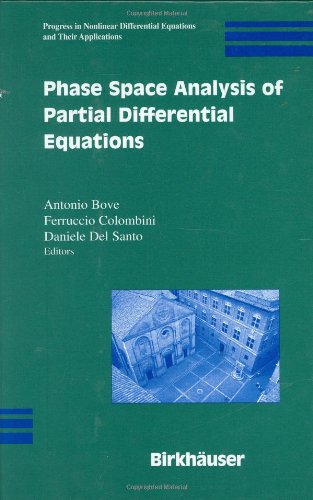 Progress in Nonlinear Differential Equations
and Their Applications
Phase Space Analysis of
Partial Differential
Equations
Antonio Bove
Ferruccio Colombini
Daniele Del Santo
Editors
Birkhäuser